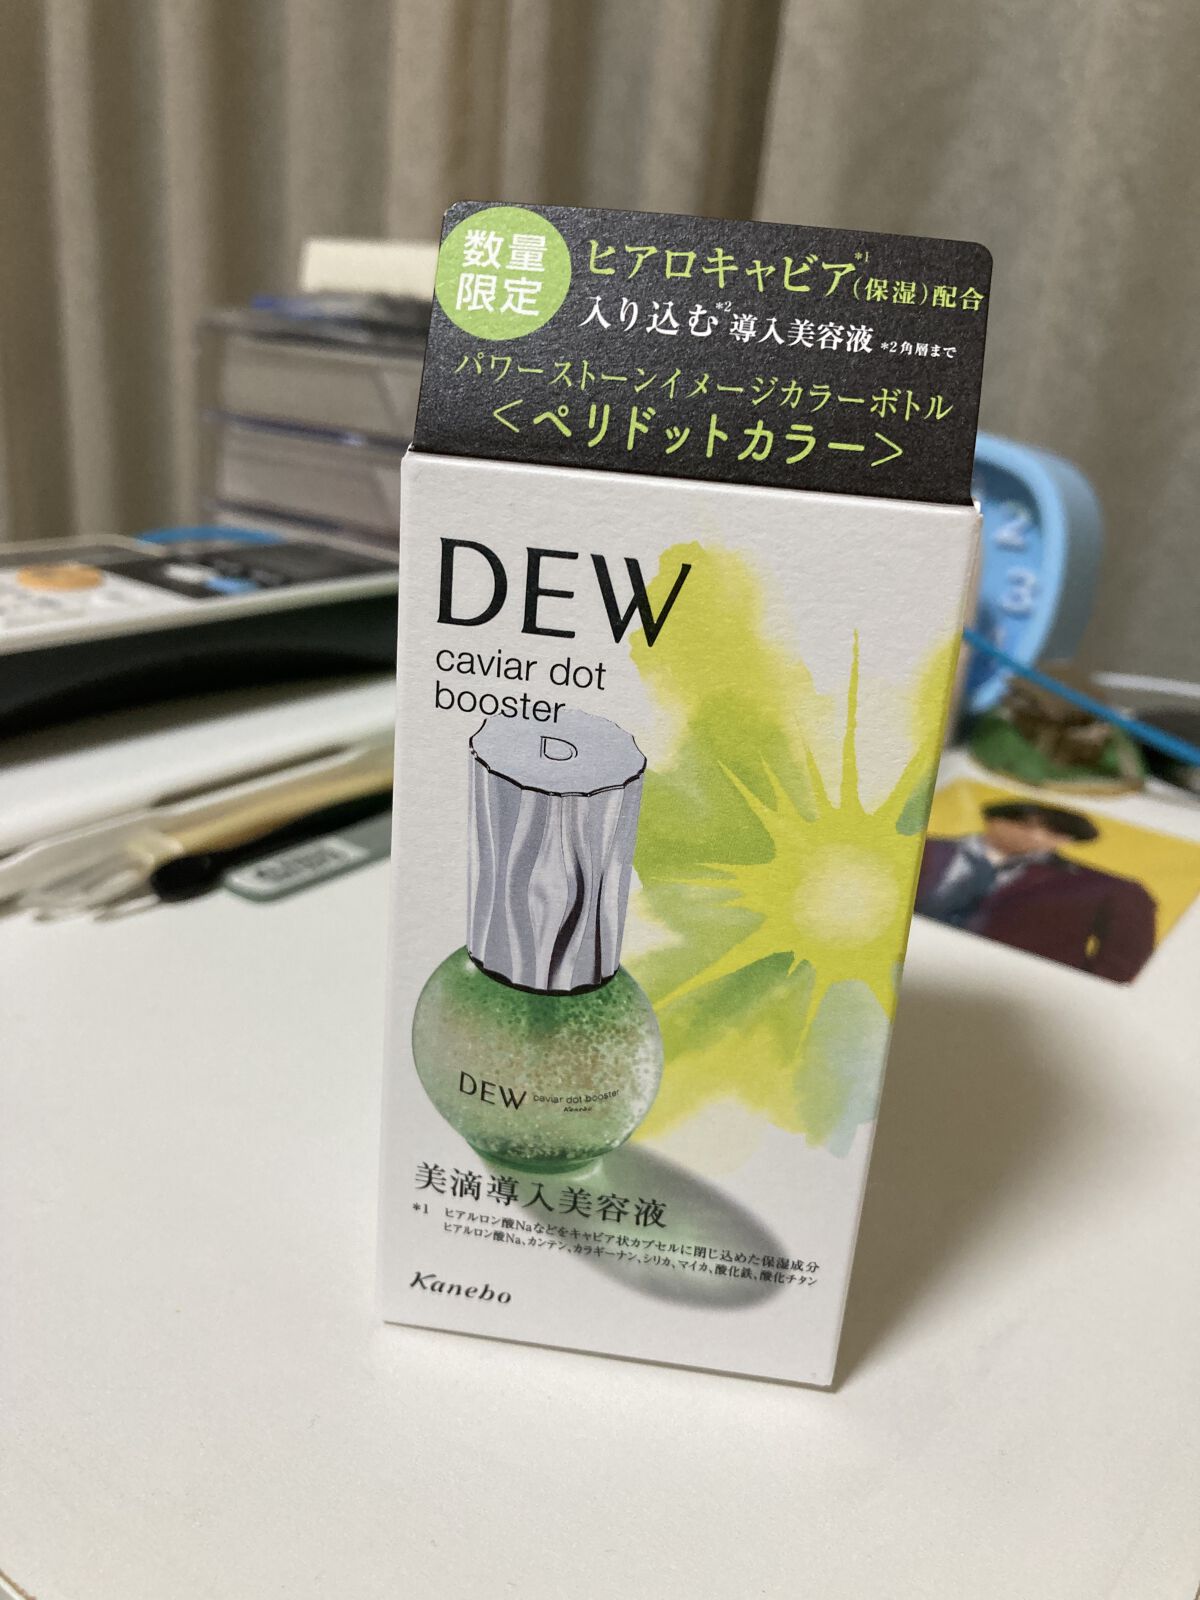 数量
限定
ヒアロキャビア*1(保湿)配合
入り込む*2導入美容液 *2角層まで
パワーストーンイメージカラーボトル
<ペリドットカラー>
DEW
caviar dot
booster
D
DEW caviar dot booster
Kanebo
美滴導入美容液
*1 ヒアルロン酸Naなどをキャビア状カプセルに閉じ込めた保湿成分
ヒアルロン酸Na、カンテン、カラギーナン、シリカ、マイカ、酸化鉄、酸化チタン
Kanebo
2
3